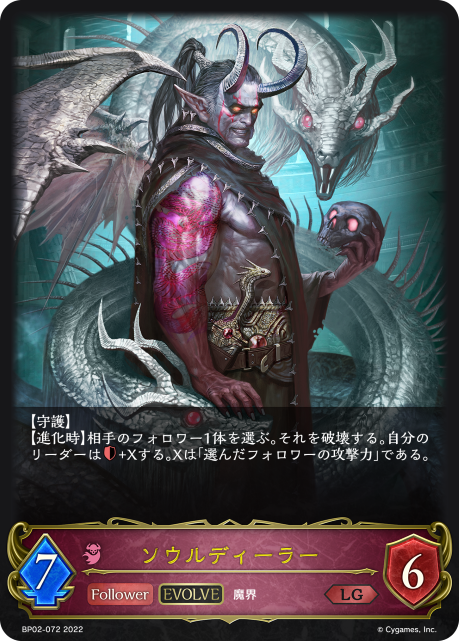 【守護】
【進化時】相手のフォロワー1体を選ぶ。それを破壊する。自分の
リーダーは+Xする。Xは「選んだフォロワーの攻撃力」である。
ソウルディーラー
7
6
Follower EVOLVE 魔界 LG
BP02-072 2022 © Cygames, Inc.